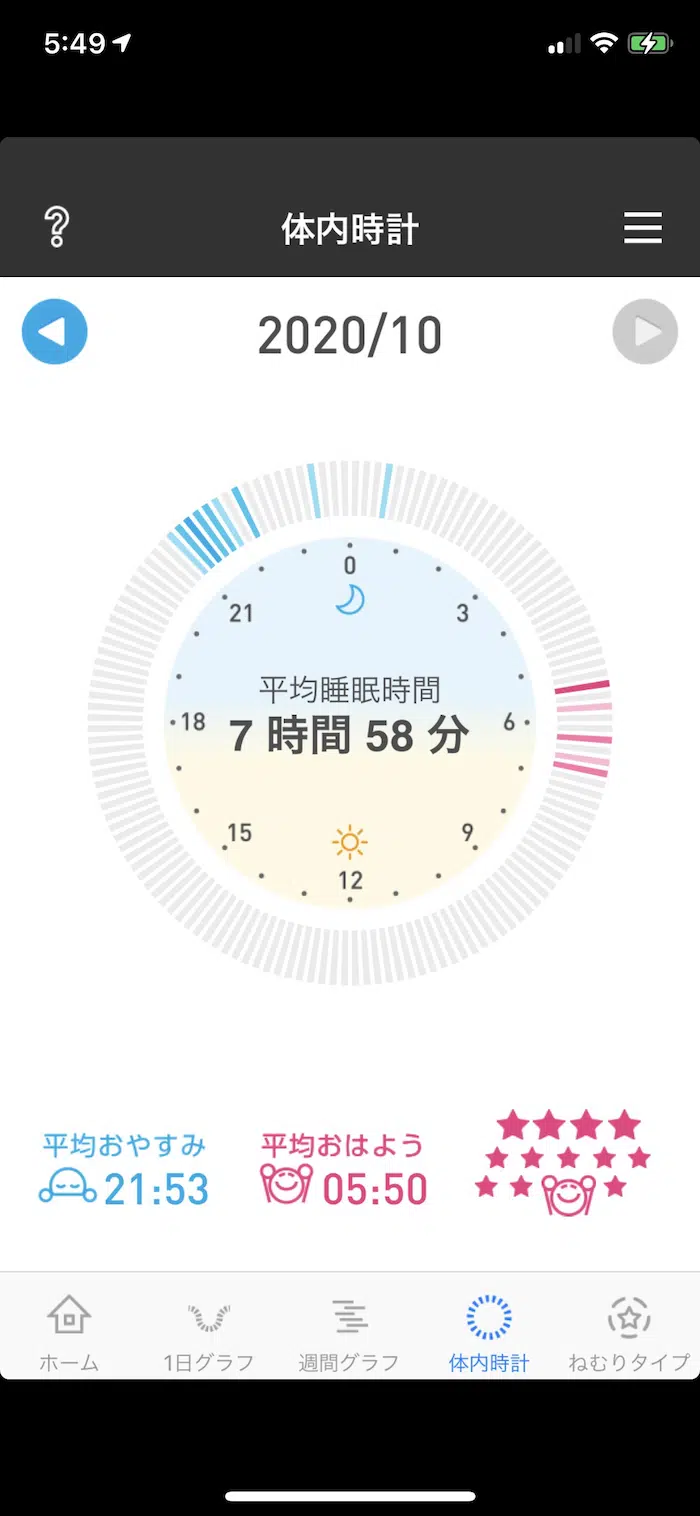 5:49
体内時計
2020/10
0
21
3
平均睡眠時間
18
7 時間 58 分
6
15
9
12
平均おやすみ
21:53
平均おはよう
05:50
ホーム
1日グラフ
週間グラフ
体内時計
ねむりタイプ